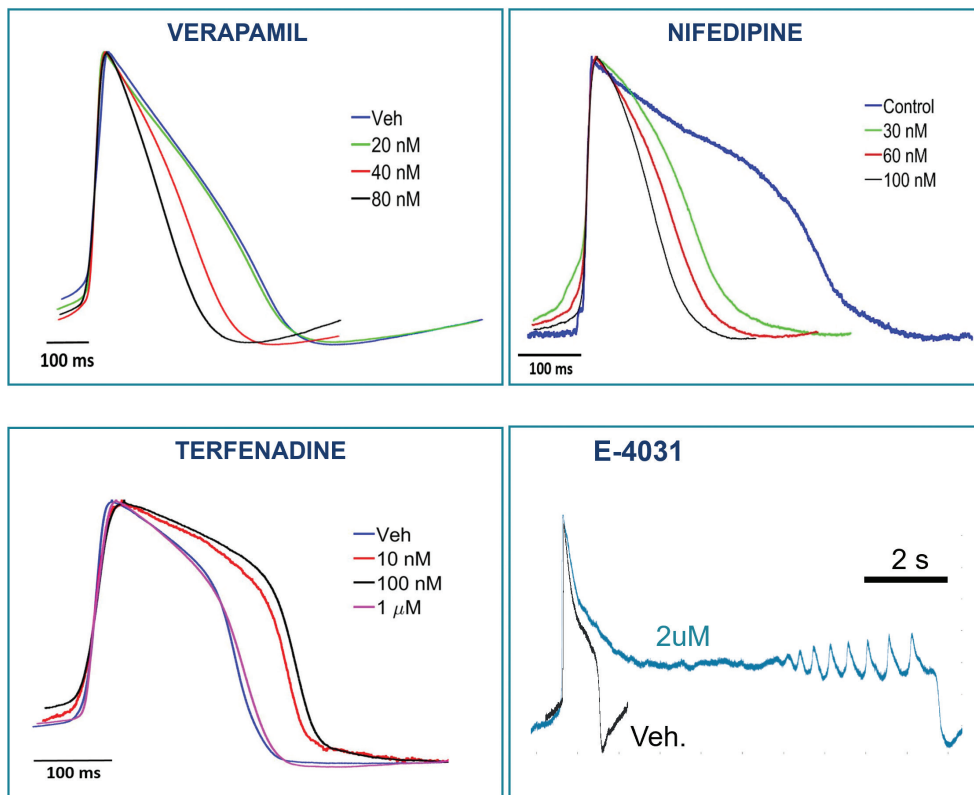 VERAPAMIL
Veh
20 nM
40 nM
80 nM
100 ms
NIFEDIPINE
Control
30 nM
60 nM
100 nM
100 ms
TERFENADINE
Veh
10 nM
100 nM
1 μM
100 ms
E-4031
2 s
2uM
Veh.